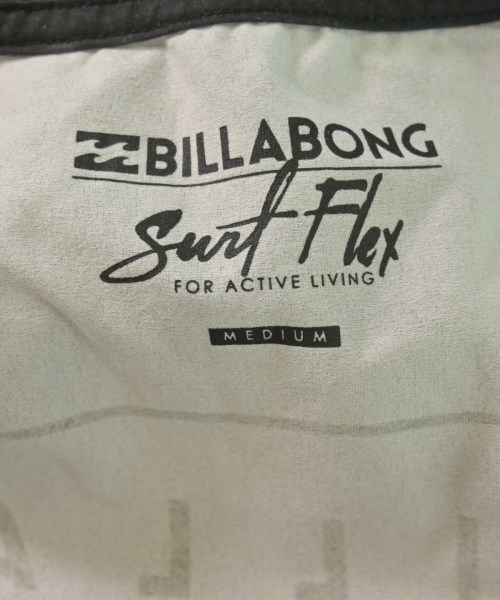 BILLABONG
Surf Flex
FOR ACTIVE LIVING
MEDIUM